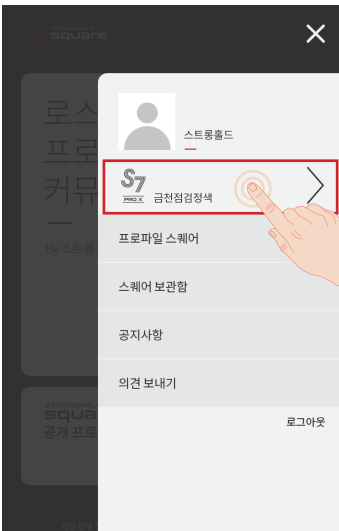 STRONGHOLD
square
로스
프로
커뮤
By 스트롱
STRONGHOLD
squa
공개 프로
스트롱홀드
S7
PRO X
금천점검정색
프로파일 스퀘어
스퀘어 보관함
공지사항
의견 보내기
로그아웃